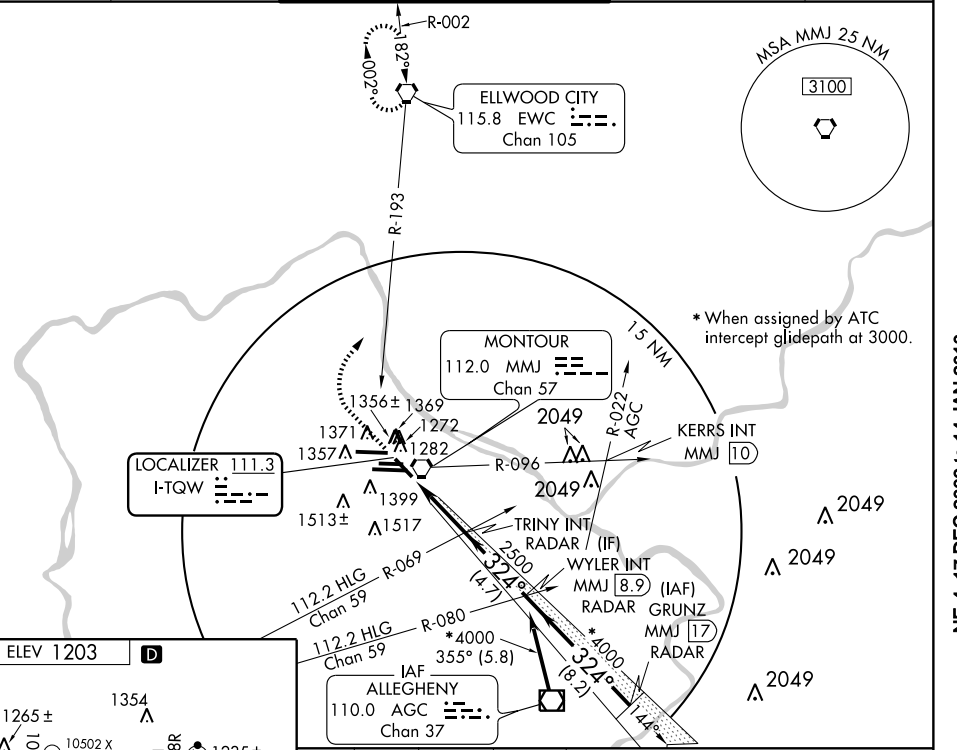 R-002
182°
002°
MSA MMJ 25 NM
3100
ELLWOOD CITY
115.8 EWC
Chan 105
R-193
* When assigned by ATC
intercept glidepath at 3000.
15 NM
MONTOUR
112.0 MMJ
Chan 57
1356± 1369
1371
1272
1357
1282
2049
R-022
AGC
KERRS INT
MMJ 10
LOCALIZER 111.3
I-TQW
R-096
2049
1399
1513±
1517
2049
TRINY INT
RADAR
2500
324°
(4.7)
(IF)
WYLER INT
MMJ 8.9
RADAR
2049
112.2 HLG
Chan 59
R-069
(IAF)
GRUNZ
MMJ 17
RADAR
112.2 HLG
Chan 59
R-080
*4000
355° (5.8)
*4000
324°
(8.2)
144°
2049
IAF
ALLEGHENY
110.0 AGC
Chan 37
ELEV 1203
D
1354
1265±
10502 X
8R
1235±